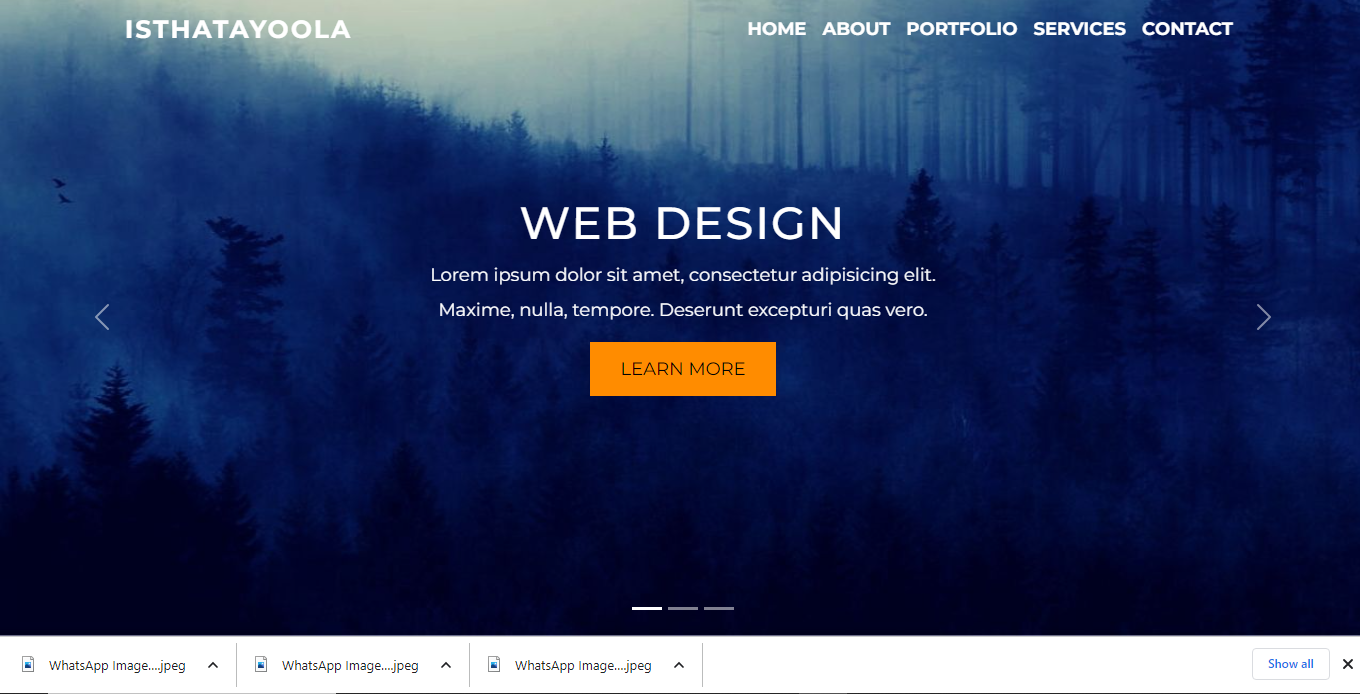 ISTHATAYOOLA
HOME ABOUT PORTFOLIO SERVICES CONTACT
WEB DESIGN
Lorem ipsum dolor sit amet, consectetur adipisicing elit.
Maxime, nulla, tempore. Deserunt excepturi quas vero.
LEARN MORE
WhatsApp Image....jpeg
WhatsApp Image....jpeg
WhatsApp Image....jpeg
Show all